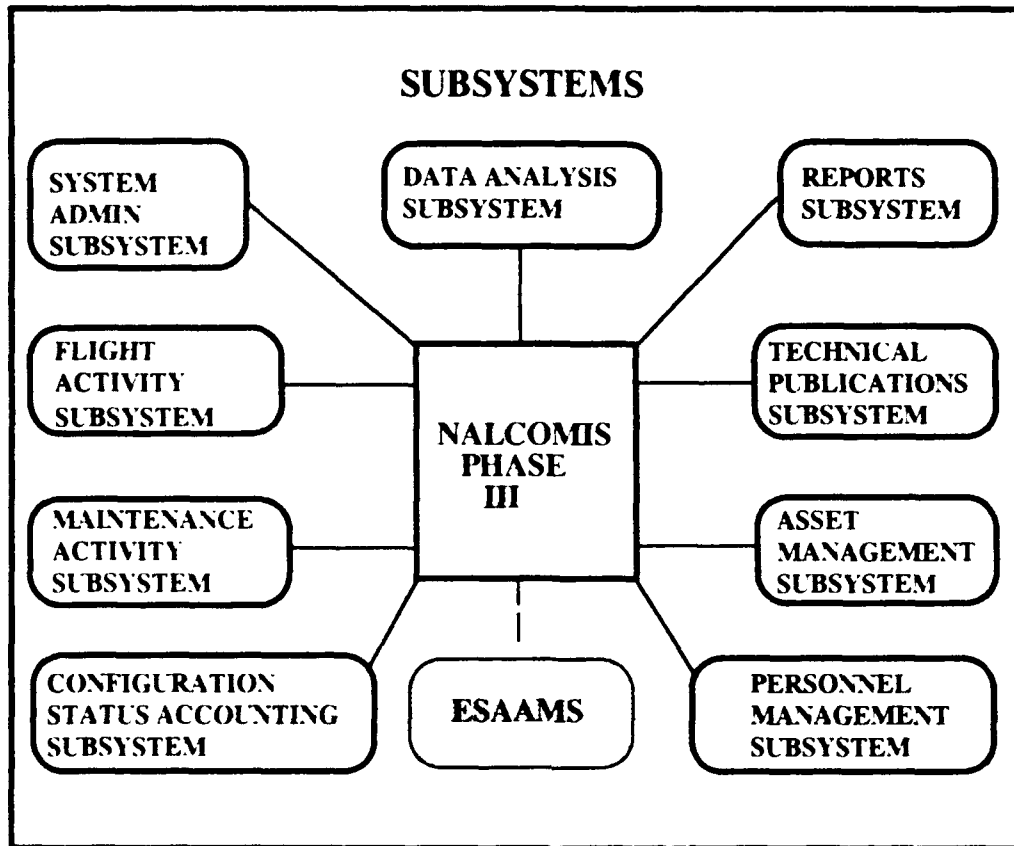 SUBSYSTEMS
SYSTEM
ADMIN
SUBSYSTEM
DATA ANALYSIS
SUBSYSTEM
REPORTS
SUBSYSTEM
FLIGHT
ACTIVITY
SUBSYSTEM
TECHNICAL
PUBLICATIONS
SUBSYSTEM
NALCOMIS
PHASE
III
MAINTENANCE
ACTIVITY
SUBSYSTEM
ASSET
MANAGEMENT
SUBSYSTEM
CONFIGURATION
STATUS ACCOUNTING
SUBSYSTEM
ESAAMS
PERSONNEL
MANAGEMENT
SUBSYSTEM